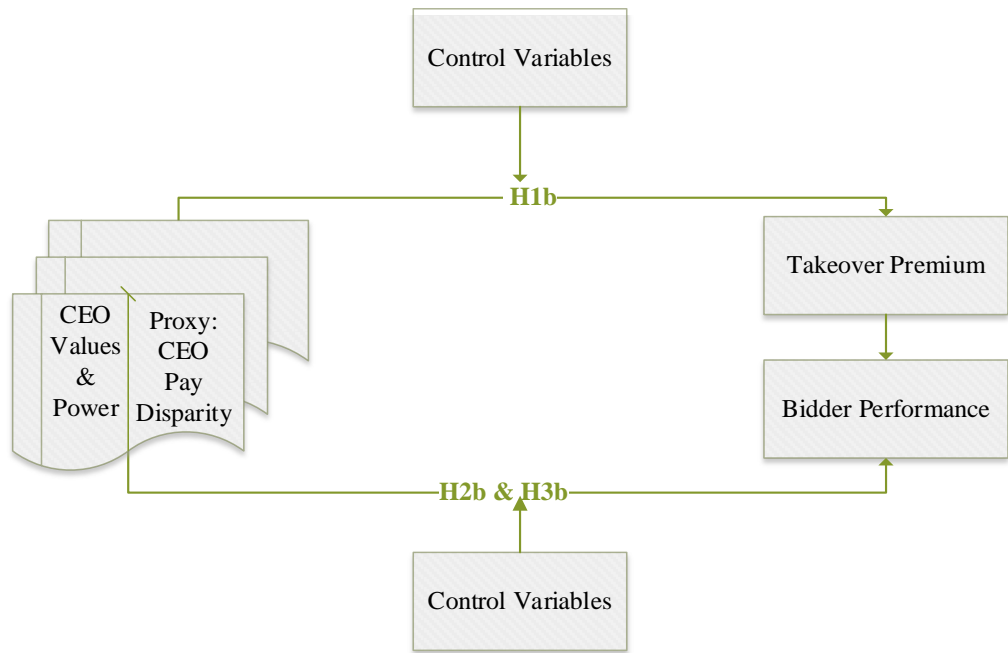 Control Variables
H1b
Takeover Premium
CEO
Values
&
Power
Proxy:
CEO
Pay
Disparity
Bidder Performance
H2b & H3b
Control Variables